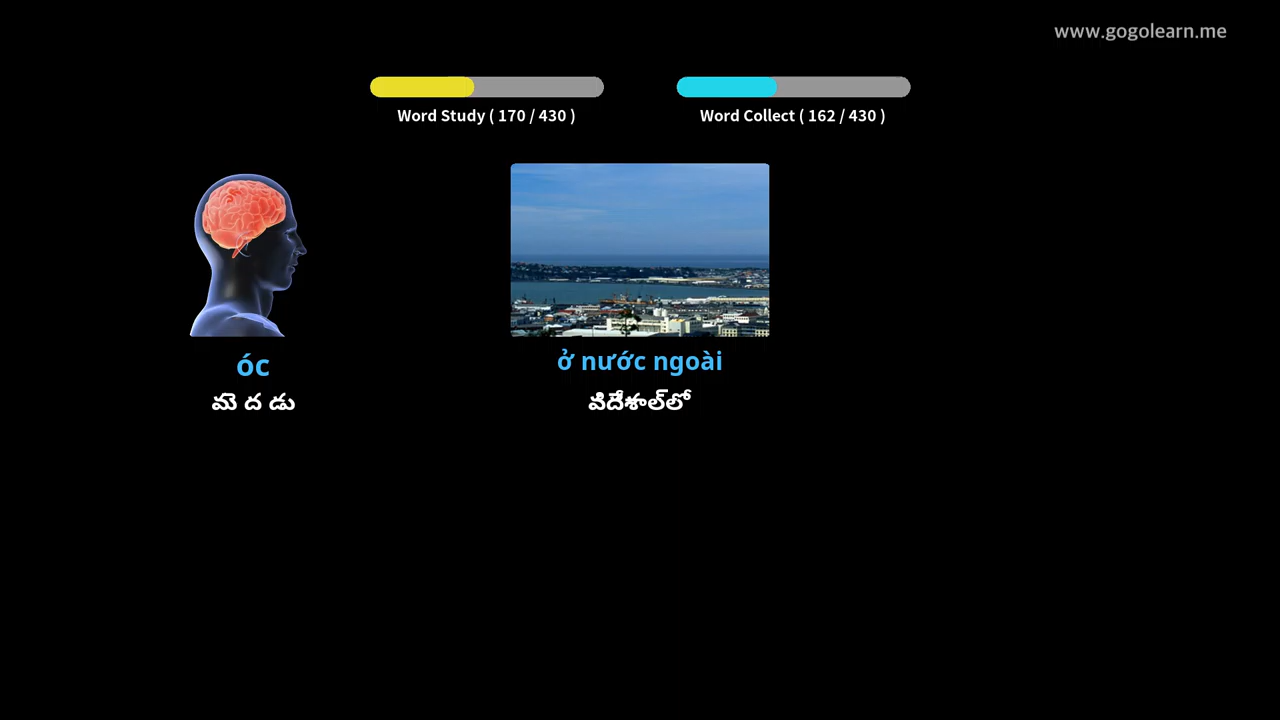 www.gogolearn.me
Word Study ( 170 / 430 )
Word Collect ( 162 / 430 )
óc
ở nước ngoài
మె ద డు
విదేశాల్‌లో